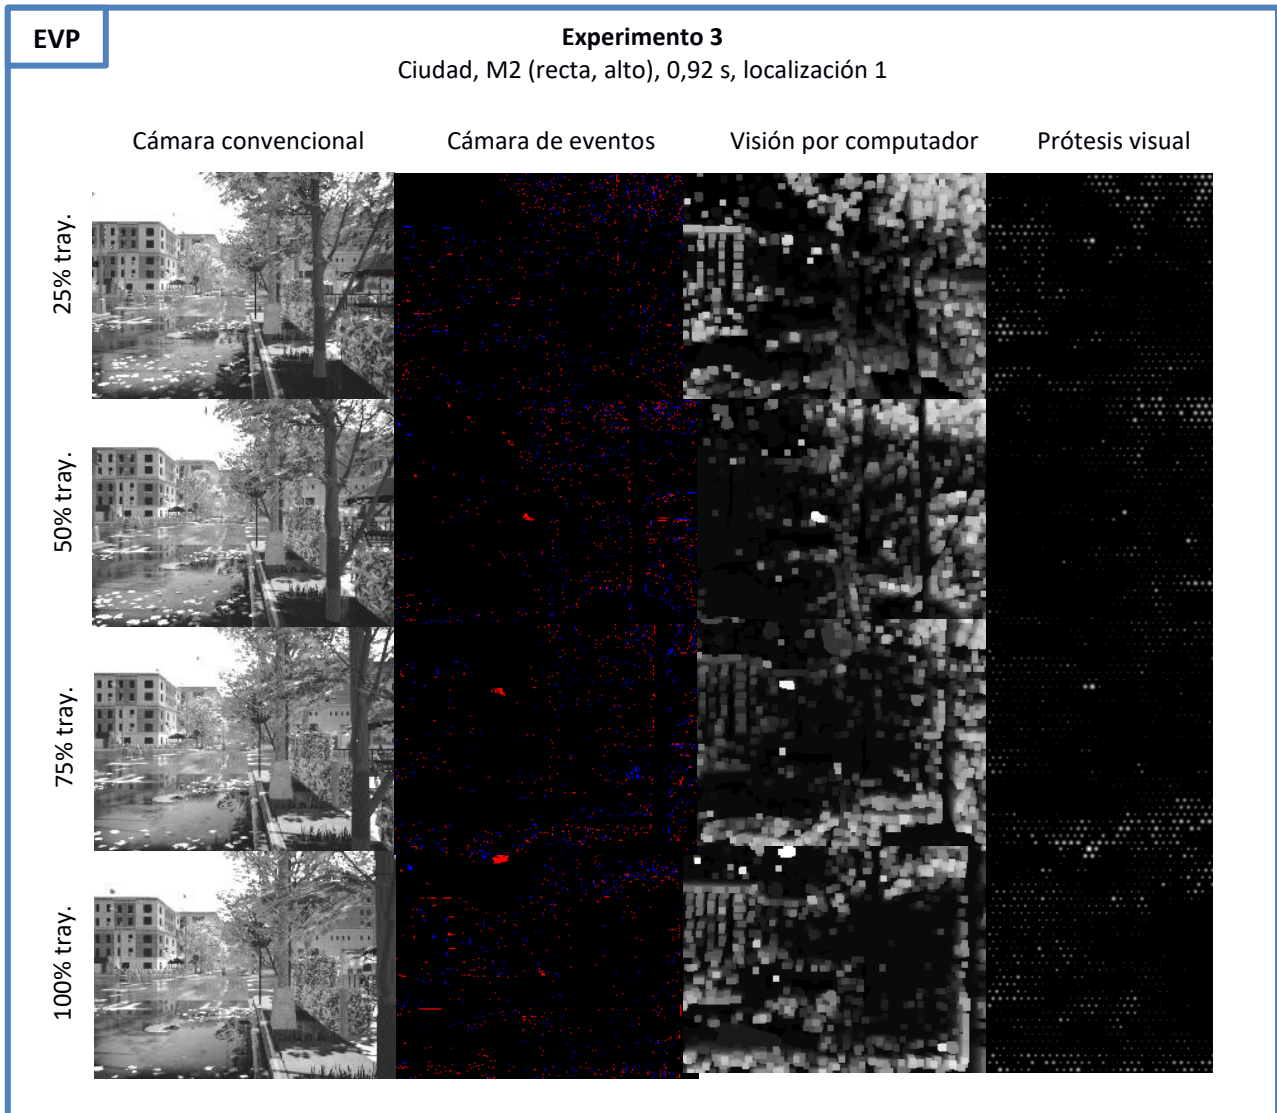 EVP
Experimento 3
Ciudad, M2 (recta, alto), 0,92 s, localización 1
Cámara convencional
Cámara de eventos
Visión por computador
Prótesis visual
25% tray.
50% tray.
75% tray.
100% tray.